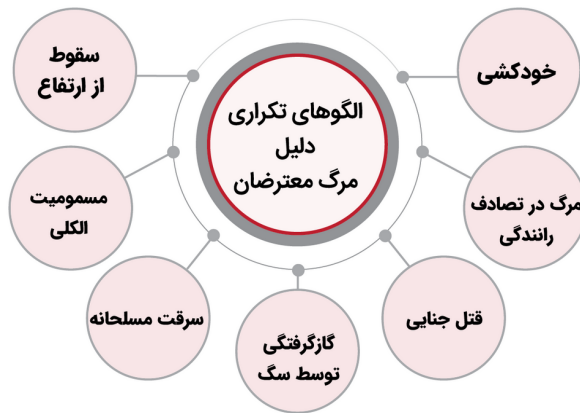 الگوهای تکراری
دلیل
مرگ معترضان
خودکشی
مرگ در تصادف
رانندگی
قتل جنایی
گازگرفتگی
توسط سگ
سرقت مسلحانه
مسمومیت
الکلی
سقوط
از ارتفاع